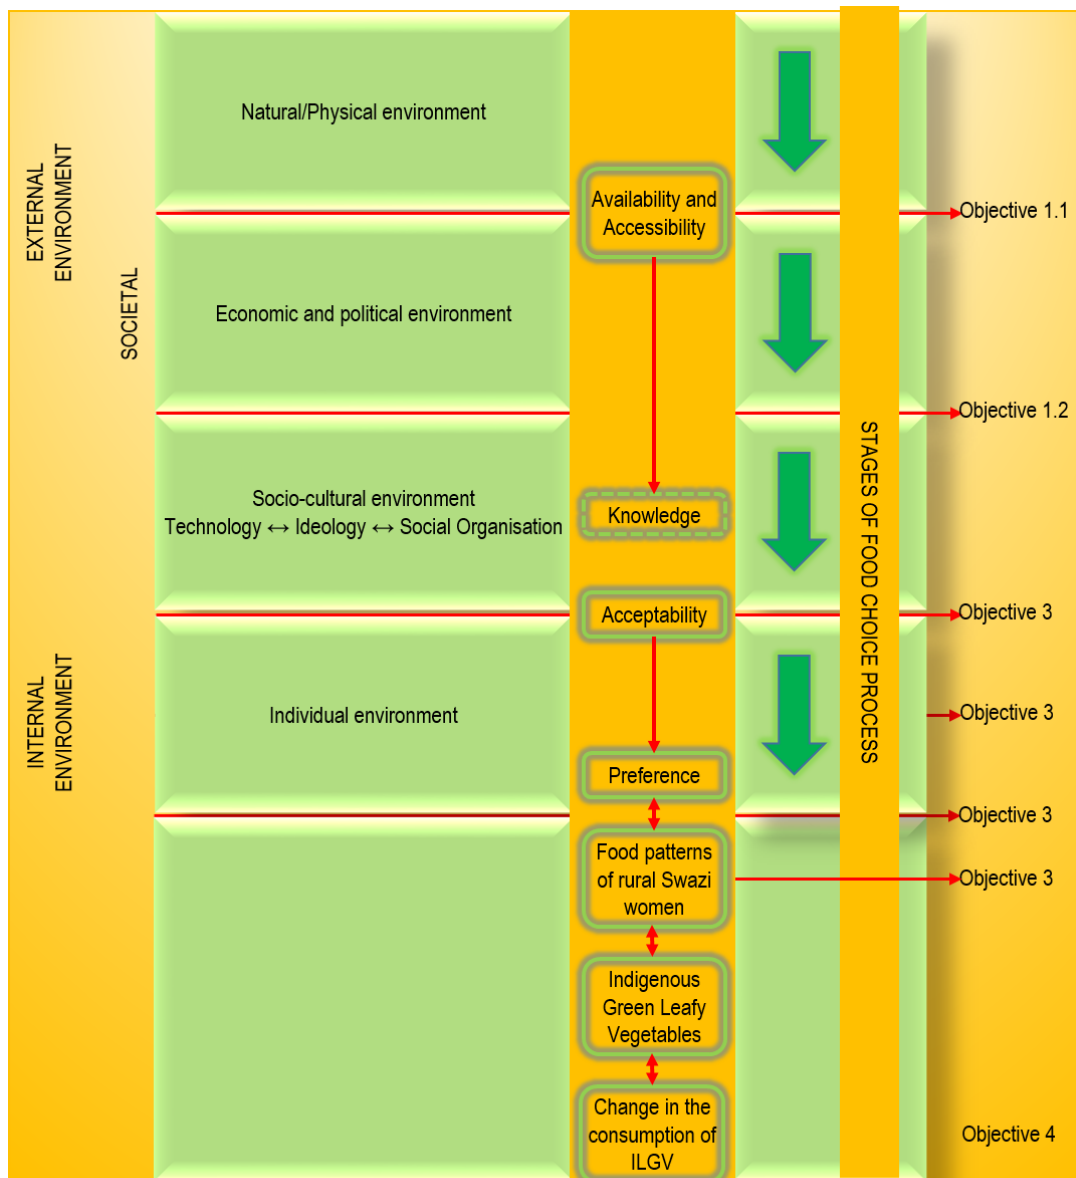 EXTERNAL
ENVIRONMENT
SOCIETAL
INTERNAL
ENVIRONMENT
Natural/Physical environment
Economic and political environment
Socio-cultural environment
Technology ↔ Ideology ↔ Social Organisation
Individual environment
Availability and
Accessibility
Knowledge
Acceptability
Preference
Food patterns
of rural Swazi
women
Indigenous
Green Leafy
Vegetables
Change in the
consumption of
ILGV
STAGES OF FOOD CHOICE PROCESS
Objective 1.1
Objective 1.2
Objective 3
Objective 3
Objective 3
Objective 3
Objective 4